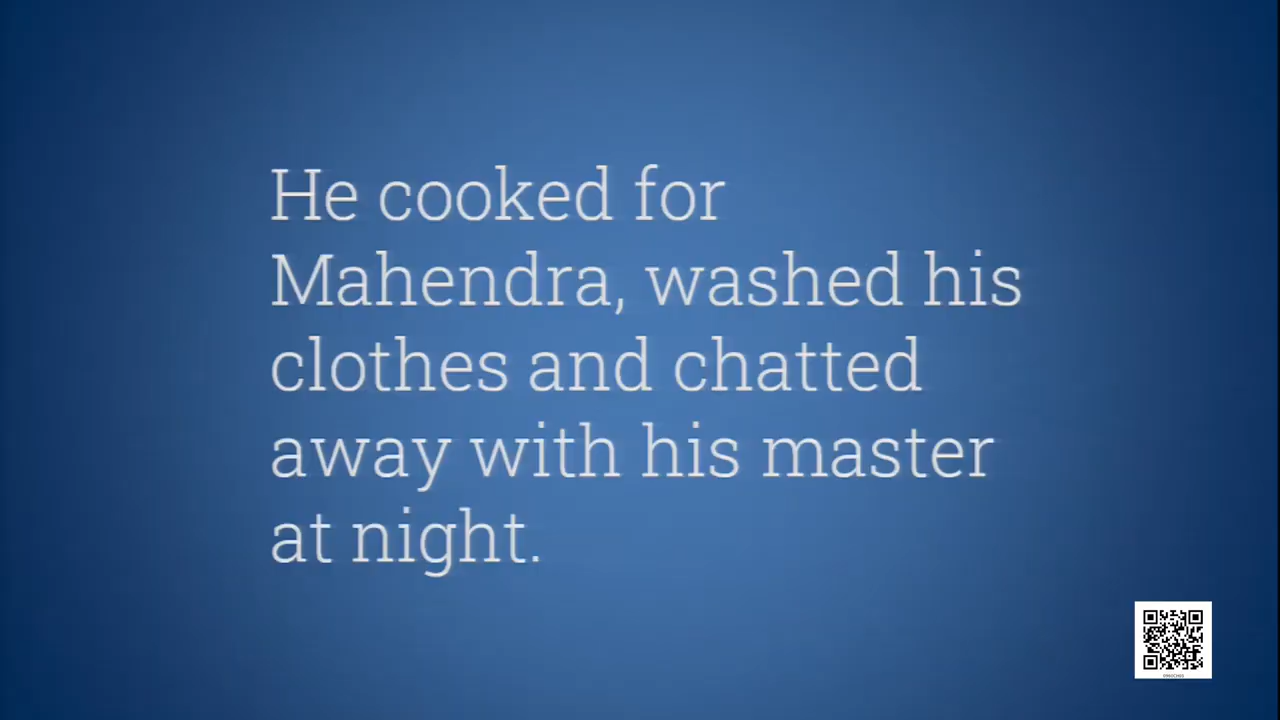 He cooked for
Mahendra, washed his
clothes and chatted
away with his master
at night.